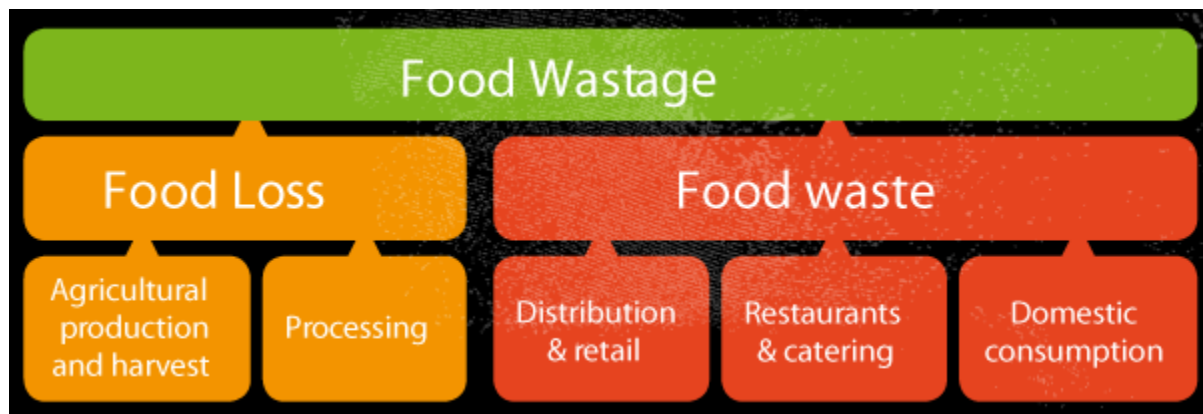 Food Wastage
Food Loss
Food waste
Agricultural
production
and harvest
Processing
Distribution
& retail
Restaurants
& catering
Domestic
consumption